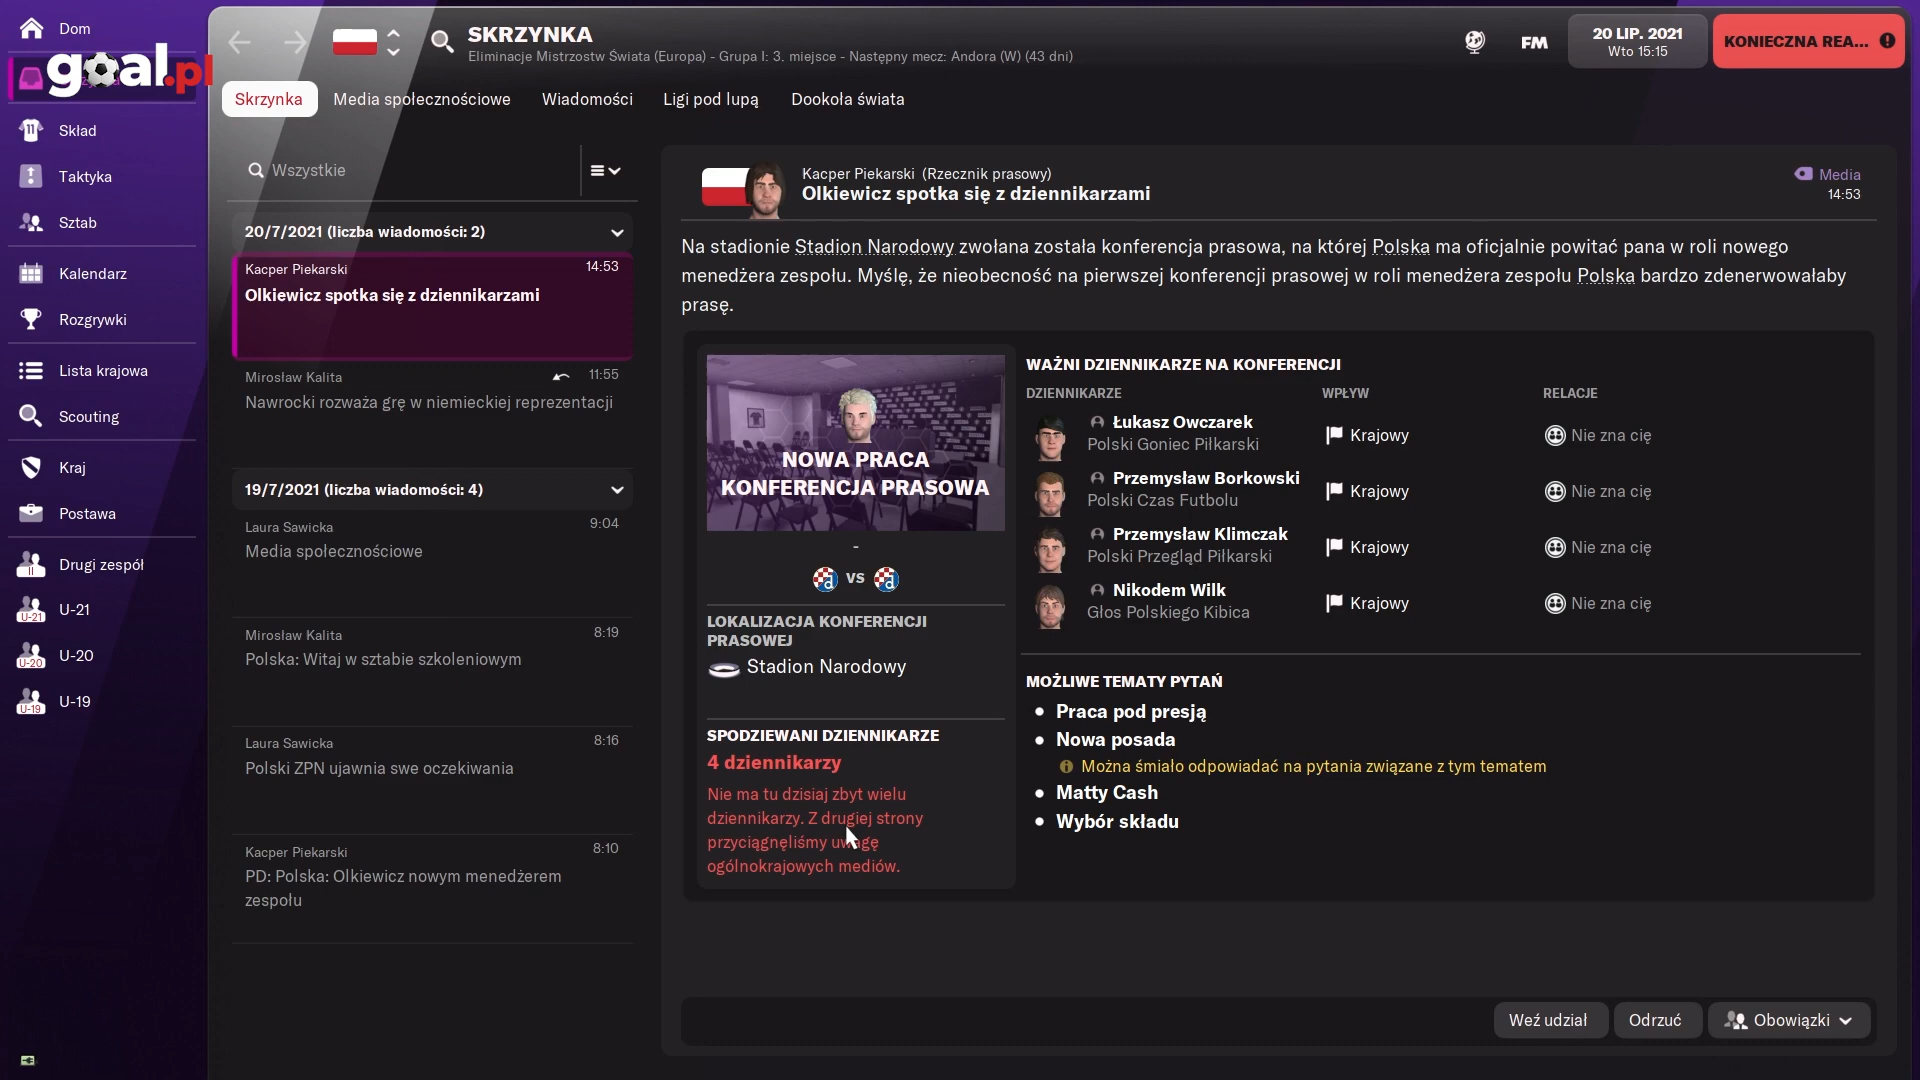 Dom
goal.pl
Skład
Taktyka
Sztab
Kalendarz
Rozgrywki
Lista krajowa
Scouting
Kraj
Postawa
Drugi zespół
II
U-21
U-21
U-20
U-20
U-19
U-19
SKRZYNKA
Eliminacje Mistrzostw Świata (Europa) - Grupa I: 3. miejsce - Następny mecz: Andora (W) (43 dni)
FM
20 LIP. 2021
Wto 15:15
KONIECZNA REA...
Skrzynka
Media społecznościowe
Wiadomości
Ligi pod lupą
Dookoła świata
Wszystkie
20/7/2021 (liczba wiadomości: 2)
Kacper Piekarski
14:53
Olkiewicz spotka się z dziennikarzami
Mirosław Kalita
11:55
Nawrocki rozważa grę w niemieckiej reprezentacji
19/7/2021 (liczba wiadomości: 4)
Laura Sawicka
9:04
Media społecznościowe
Mirosław Kalita
8:19
Polska: Witaj w sztabie szkoleniowym
Laura Sawicka
8:16
Polski ZPN ujawnia swe oczekiwania
Kacper Piekarski
8:10
PD: Polska: Olkiewicz nowym menedżerem
zespołu
Kacper Piekarski (Rzecznik prasowy)
Olkiewicz spotka się z dziennikarzami
Media
14:53
Na stadionie Stadion Narodowy zwołana została konferencja prasowa, na której Polska ma oficjalnie powitać pana w roli nowego
menedżera zespołu. Myślę, że nieobecność na pierwszej konferencji prasowej w roli menedżera zespołu Polska bardzo zdenerwowałaby
prasę.
NOWA PRACA
KONFERENCJA PRASOWA
-
VS
LOKALIZACJA KONFERENCJI
PRASOWEJ
Stadion Narodowy
SPODZIEWANI DZIENNIKARZE
4 dziennikarzy
Nie ma tu dzisiaj zbyt wielu
dziennikarzy. Z drugiej strony
przyciągnęliśmy uwagę
ogólnokrajowych mediów.
WAŻNI DZIENNIKARZE NA KONFERENCJI
DZIENNIKARZE
WPŁYW
RELACJE
Łukasz Owczarek
Polski Goniec Piłkarski
Krajowy
Nie zna cię
Przemysław Borkowski
Polski Czas Futbolu
Krajowy
Nie zna cię
Przemysław Klimczak
Polski Przegląd Piłkarski
Krajowy
Nie zna cię
Nikodem Wilk
Głos Polskiego Kibica
Krajowy
Nie zna cię
MOŻLIWE TEMATY PYTAŃ
Praca pod presją
Nowa posada
Można śmiało odpowiadać na pytania związane z tym tematem
Matty Cash
Wybór składu
Weź udział
Odrzuć
Obowiązki